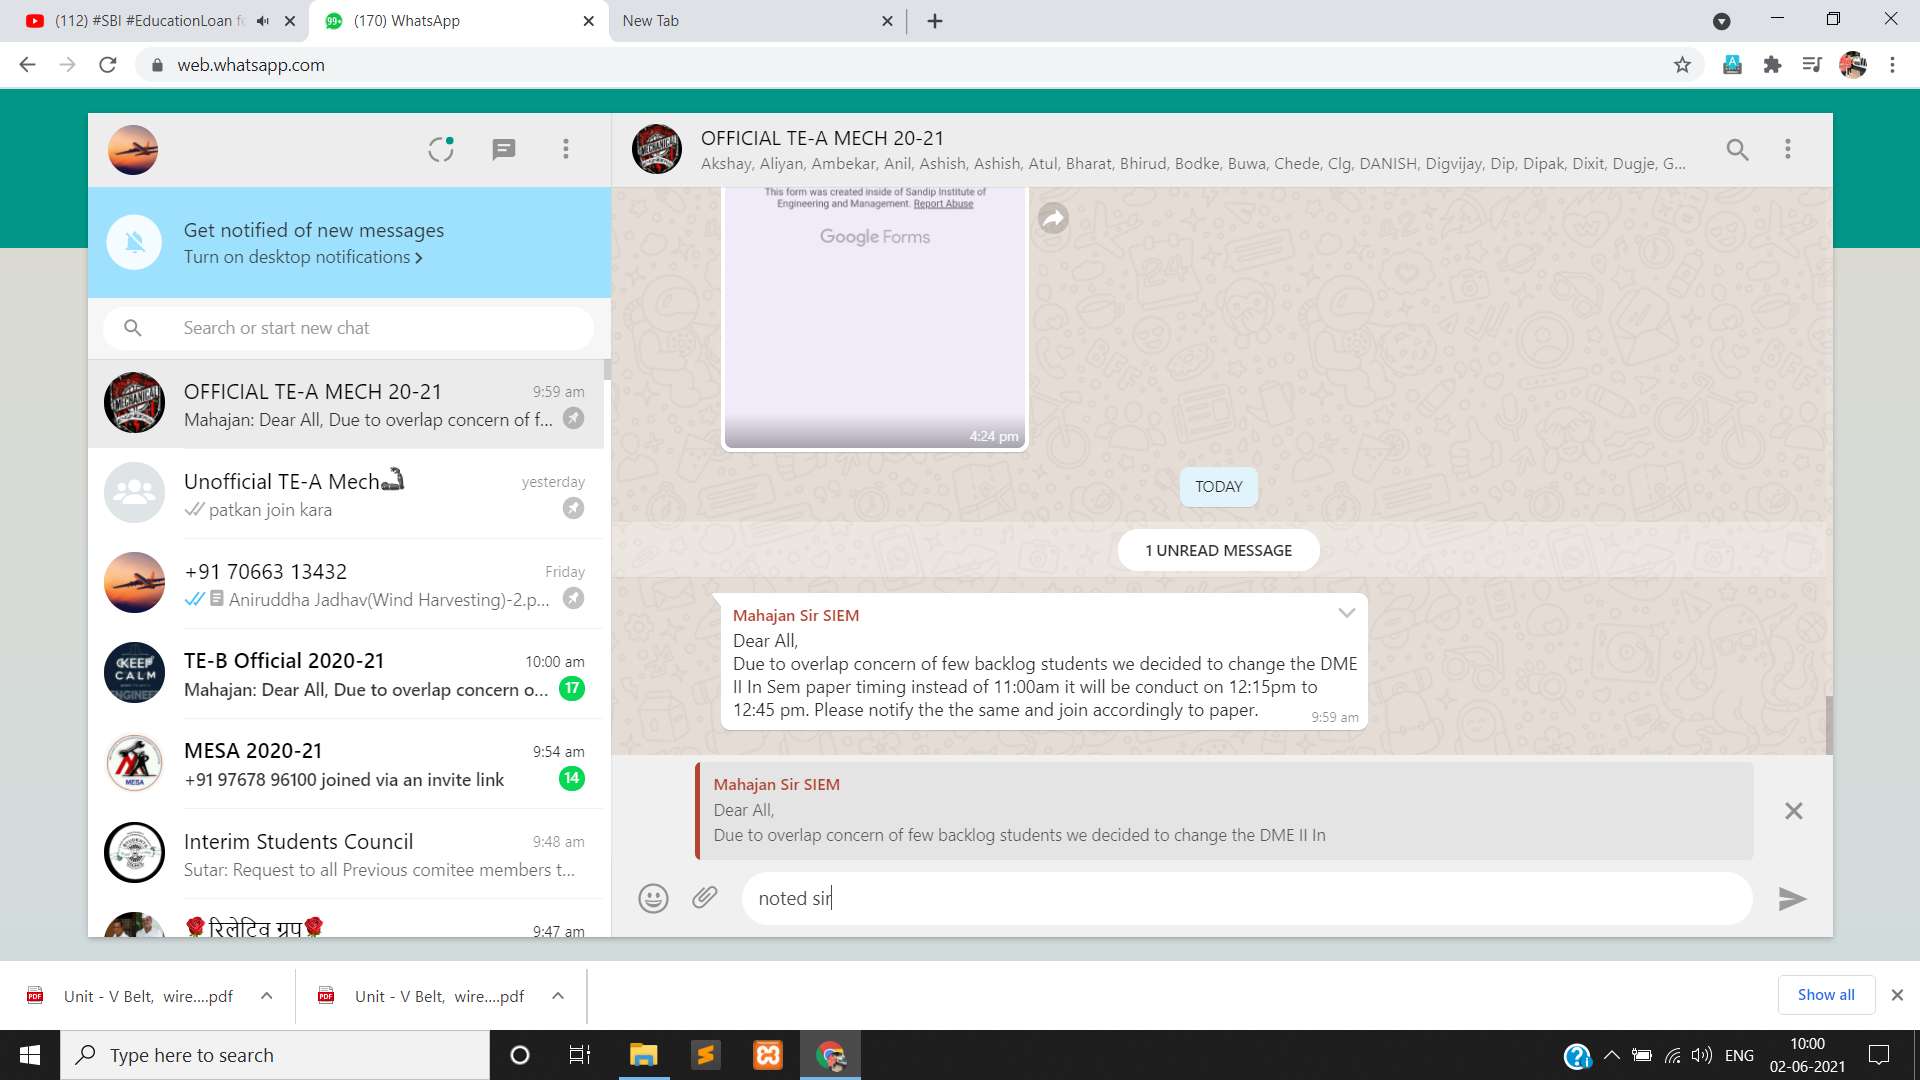 (112) #SBI #EducationLoan fo
(170) WhatsApp
New Tab
web.whatsapp.com
OFFICIAL TE-A MECH 20-21
Akshay, Aliyan, Ambekar, Anil, Ashish, Ashish, Atul, Bharat, Bhirud, Bodke, Buwa, Chede, Clg, DANISH, Digvijay, Dip, Dipak, Dixit, Dugje, G...
Get notified of new messages
Turn on desktop notifications >
Search or start new chat
OFFICIAL TE-A MECH 20-21
9:59 am
Mahajan: Dear All, Due to overlap concern of f...
Unofficial TE-A Mech🦾
yesterday
patkan join kara
+91 70663 13432
Friday
Aniruddha Jadhav(Wind Harvesting)-2.p...
KEEP
CALM
ENGINEER
TE-B Official 2020-21
10:00 am
Mahajan: Dear All, Due to overlap concern o...
17
MESA
MESA 2020-21
9:54 am
+91 97678 96100 joined via an invite link
14
Interim Students Council
9:48 am
Sutar: Request to all Previous comitee members t...
🌹रिलेटिव ग्रुप🌹
9:47 am
This form was created inside of Sandip Institute of
Engineering and Management. Report Abuse
Google Forms
4:24 pm
TODAY
1 UNREAD MESSAGE
Mahajan Sir SIEM
Dear All,
Due to overlap concern of few backlog students we decided to change the DME
II In Sem paper timing instead of 11:00am it will be conduct on 12:15pm to
12:45 pm. Please notify the the same and join accordingly to paper.
9:59 am
Mahajan Sir SIEM
Dear All,
Due to overlap concern of few backlog students we decided to change the DME II In
noted sir
Unit - V Belt, wire....pdf
Unit - V Belt, wire....pdf
Show all
Type here to search
ENG
10:00
02-06-2021